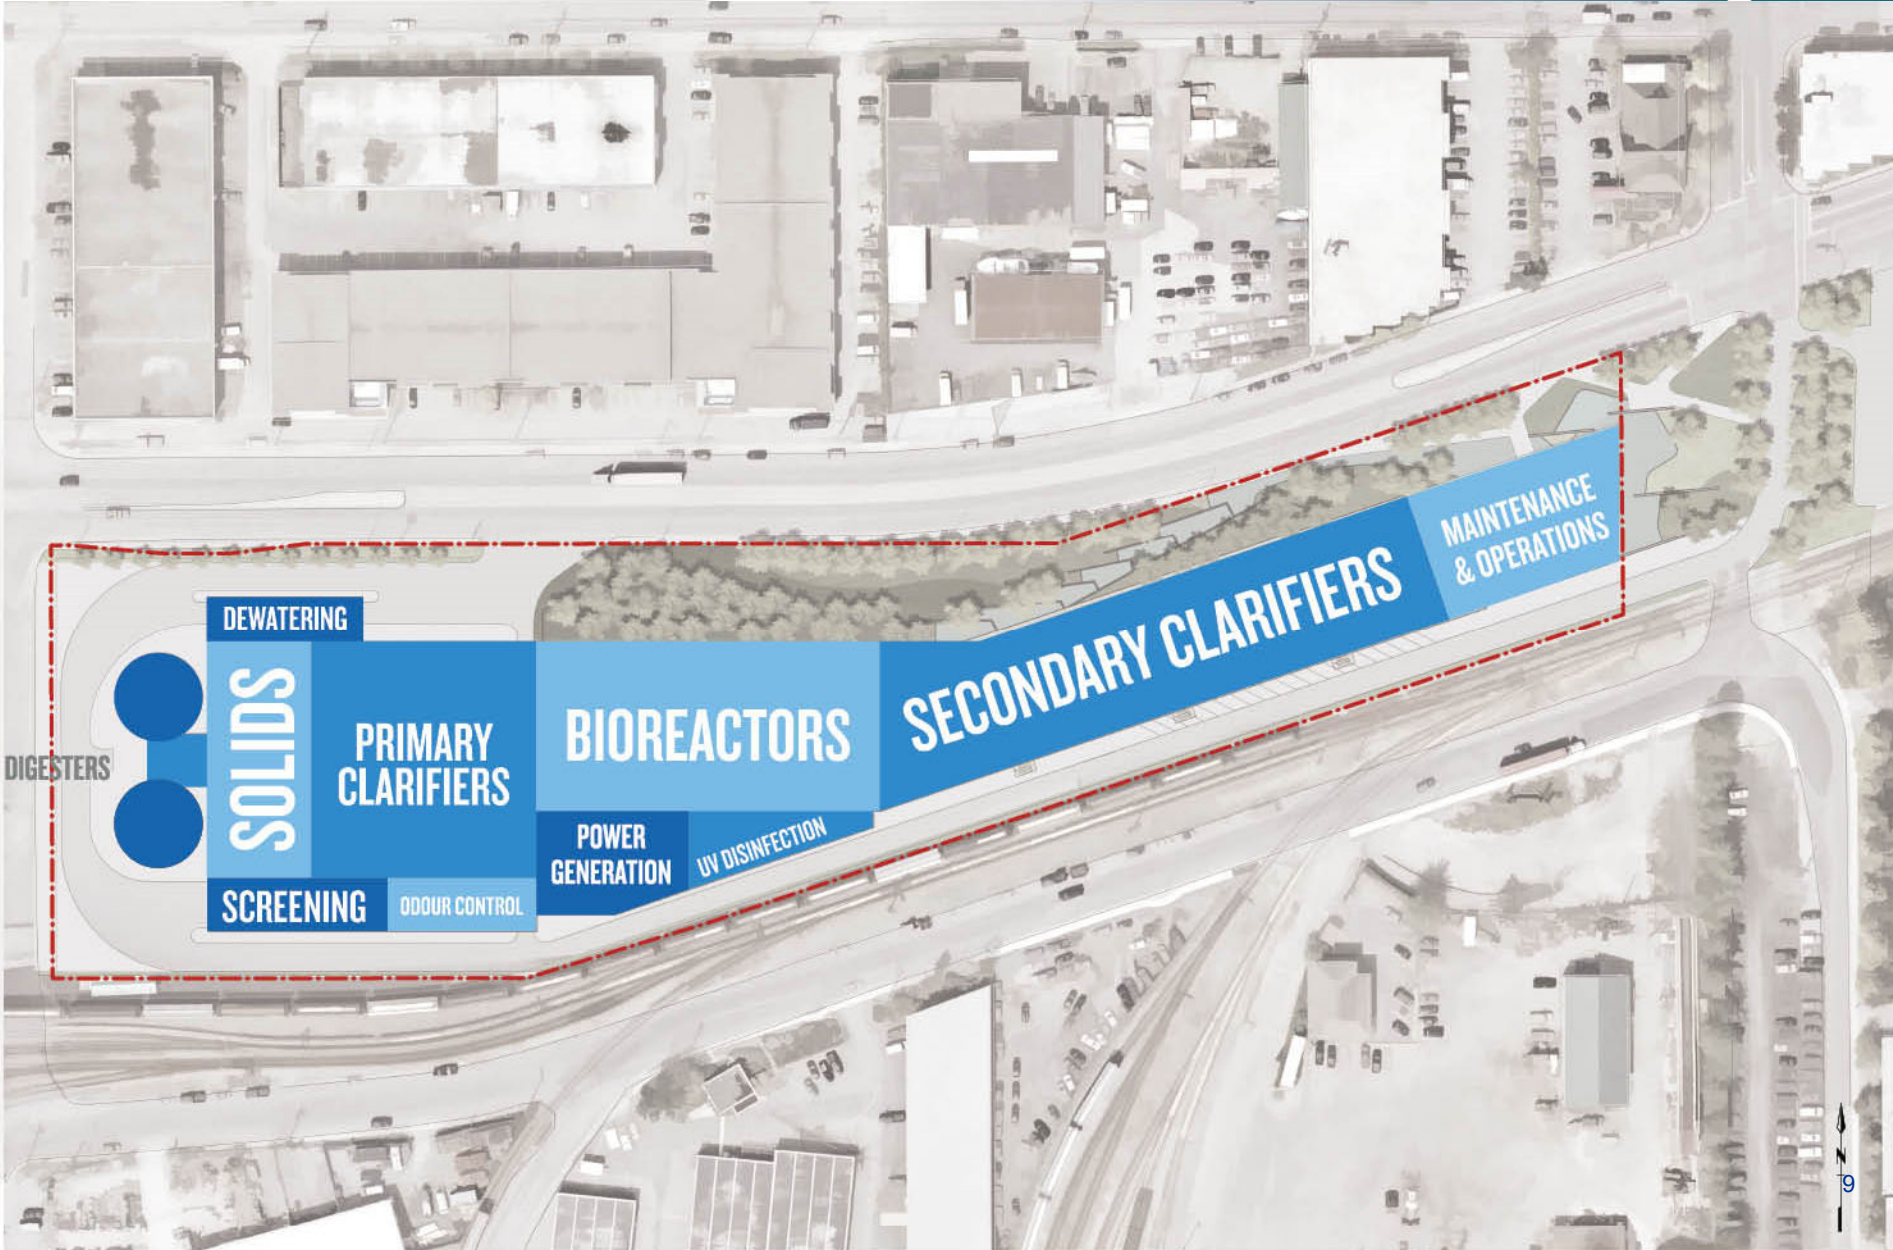 MAINTENANCE
& OPERATIONS
SECONDARY CLARIFIERS
DEWATERING
SOLIDS
PRIMARY
CLARIFIERS
BIOREACTORS
DIGESTERS
POWER
GENERATION
UV DISINFECTION
SCREENING
ODOUR CONTROL
N
9